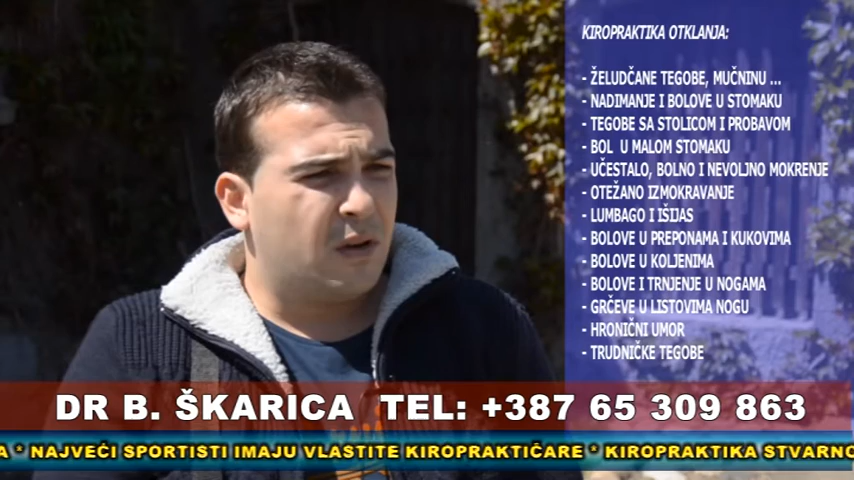 KIROPRAKTIKA OTKLANJA:
- ŽELUDČANE TEGOBE, MUČNINU ...
- NADIMANJE I BOLOVE U STOMAKU
- TEGOBE SA STOLICOM I PROBAVOM
- BOL U MALOM STOMAKU
- UČESTALO, BOLNO I NEVOLJNO MOKRENJE
- OTEŽANO IZMOKRAVANJE
- LUMBAGO I IŠIJAS
- BOLOVE U PREPONAMA I KUKOVIMA
- BOLOVE U KOLJENIMA
- BOLOVE I TRNJENJE U NOGAMA
- GRČEVE U LISTOVIMA NOGU
- HRONIČNI UMOR
- TRUDNIČKE TEGOBE
DR B. ŠKARICA TEL: +387 65 309 863
A * NAJVEĆI SPORTISTI IMAJU VLASTITE KIROPRAKTIČARE * KIROPRAKTIKA STVARNO